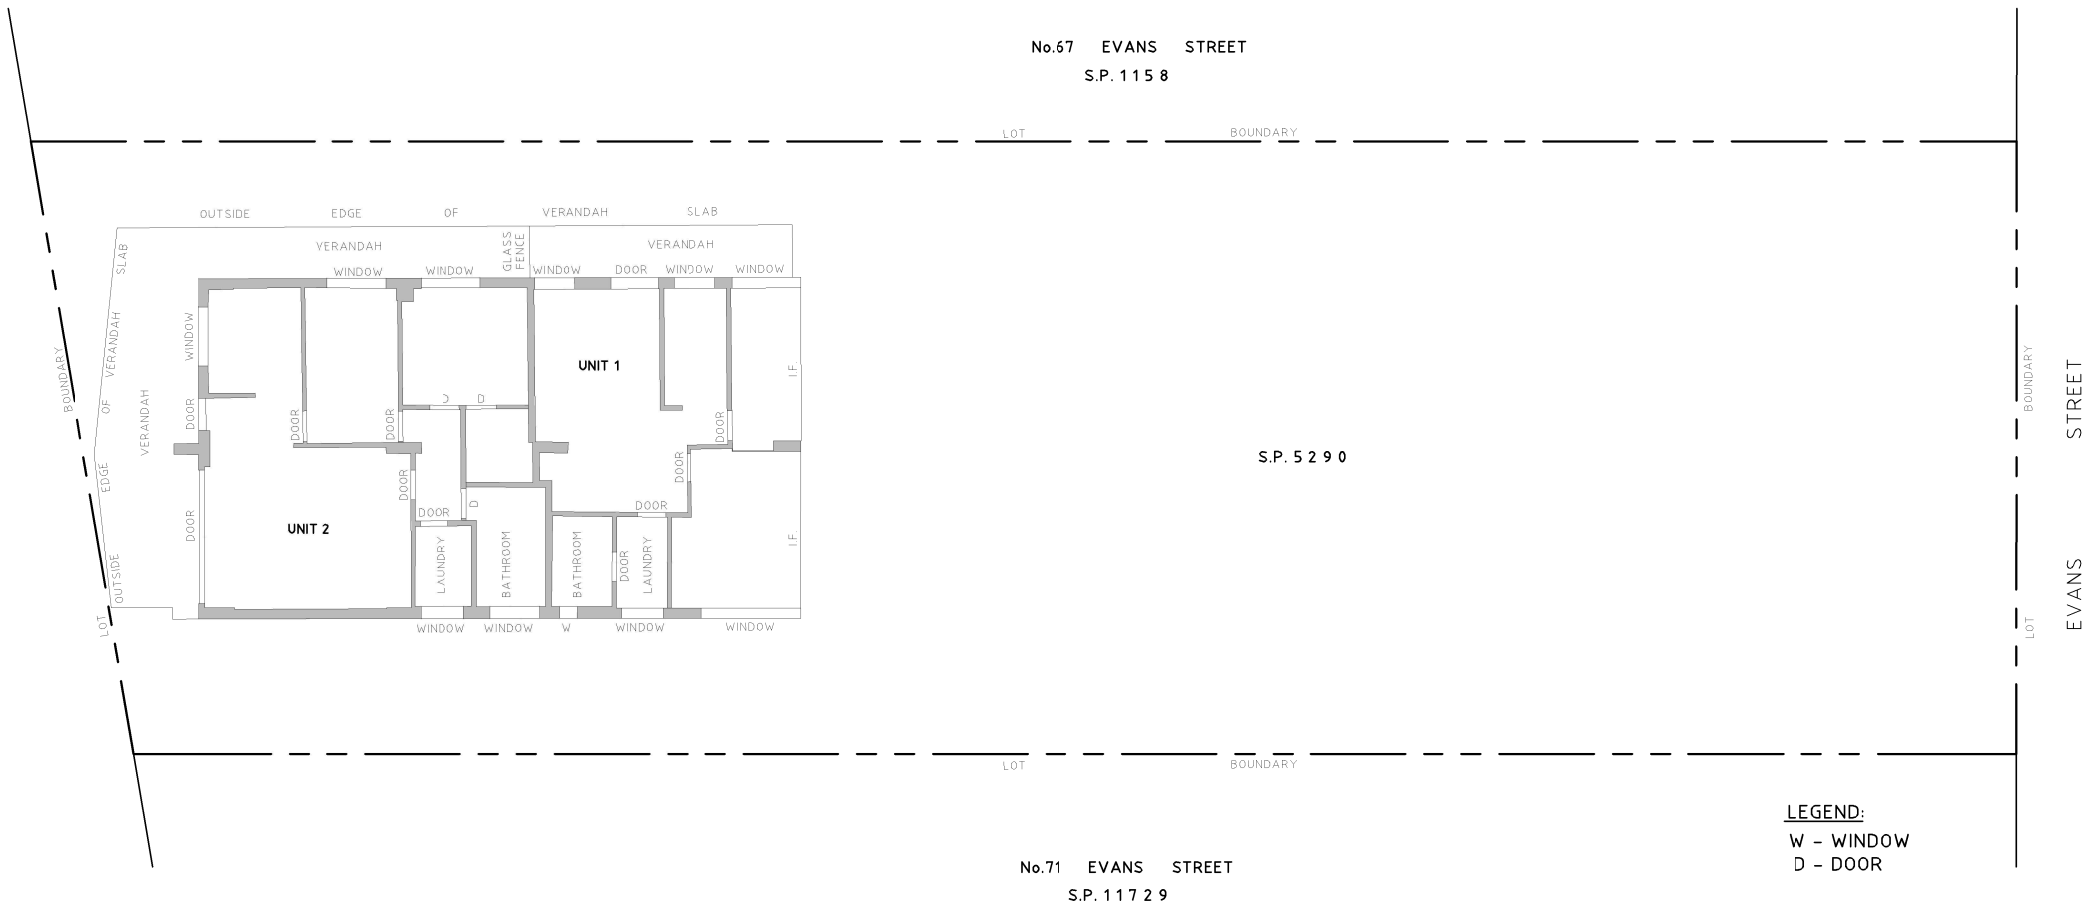 No.67 EVANS STREET
S.P. 1158
LOT BOUNDARY
OUTSIDE EDGE OF VERANDAH SLAB
VERANDAH
GLASS
FENCE
VERANDAH
WINDOW
WINDOW
WINDOW
DOOR
WINDOW
WINDOW
OUTSIDE EDGE OF VERANDAH SLAB
LOT BOUNDARY
VERANDAH
WINDOW
DOOR
DOOR
DOOR
DOOR
D
D
UNIT 1
I.F.
DOOR
DOOR
DOOR
DOOR
D
DOOR
UNIT 2
LAUNDRY
BATHROOM
BATHROOM
DOOR
LAUNDRY
I.F.
WINDOW
WINDOW
W
WINDOW
WINDOW
S.P. 5290
LOT BOUNDARY
EVANS STREET
LOT BOUNDARY
LEGEND:
W - WINDOW
D - DOOR
No.71 EVANS STREET
S.P. 11729